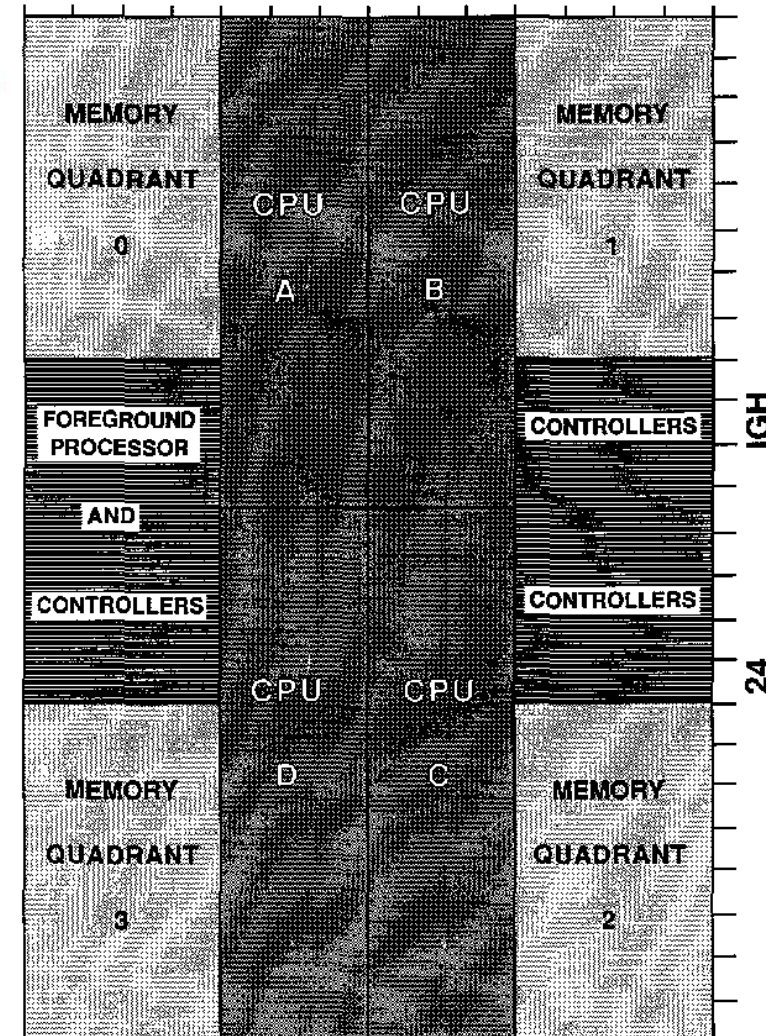 MEMORY
QUADRANT
0
CPU
A
CPU
B
MEMORY
QUADRANT
1
FOREGROUND
PROCESSOR
AND
CONTROLLERS
CONTROLLERS
CONTROLLERS
IGH
24
MEMORY
QUADRANT
3
CPU
D
CPU
C
MEMORY
QUADRANT
2